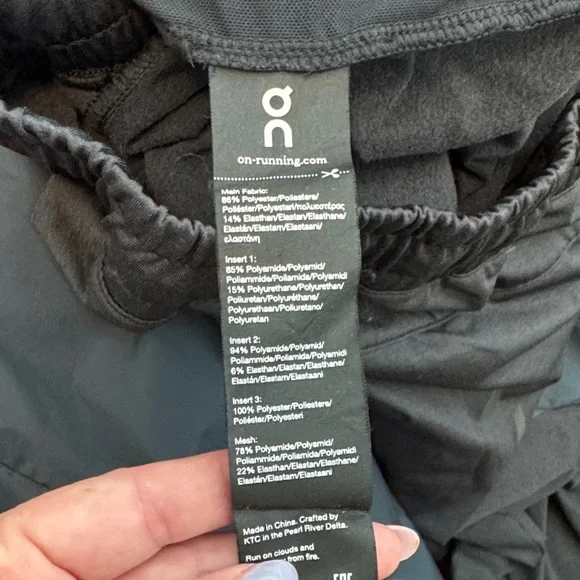 on
on-running.com
Main Fabric:
86% Polyester/Poliestere/
Poliéster/Polyesteri/πολυεστέρας
14% Elasthan/Elastan/Elasthane/
Elastán/Elastam/Elastaani/
ελαστάνη
Insert 1:
85% Polyamide/Polyamid/
Poliammide/Poliamida/Polyamidi
15% Polyurethane/Polyurethan/
Poliuretan/Polyuréthane/
Polyurethaan/Poliuretano/
Polyuretan
Insert 2:
94% Polyamide/Polyamid/
Poliammide/Poliamida/Polyamidi
6% Elasthan/Elastan/Elasthane/
Elastán/Elastam/Elastaani
Insert 3:
100% Polyester/Poliestere/
Poliéster/Polyesteri
Mesh:
78% Polyamide/Polyamid/
Poliammide/Poliamida/Polyamidi
22% Elasthan/Elastan/Elasthane/
Elastán/Elastam/Elastaani
Made in China. Crafted by
KTC in the Pearl River Delta.
Run on clouds and
away from fire.